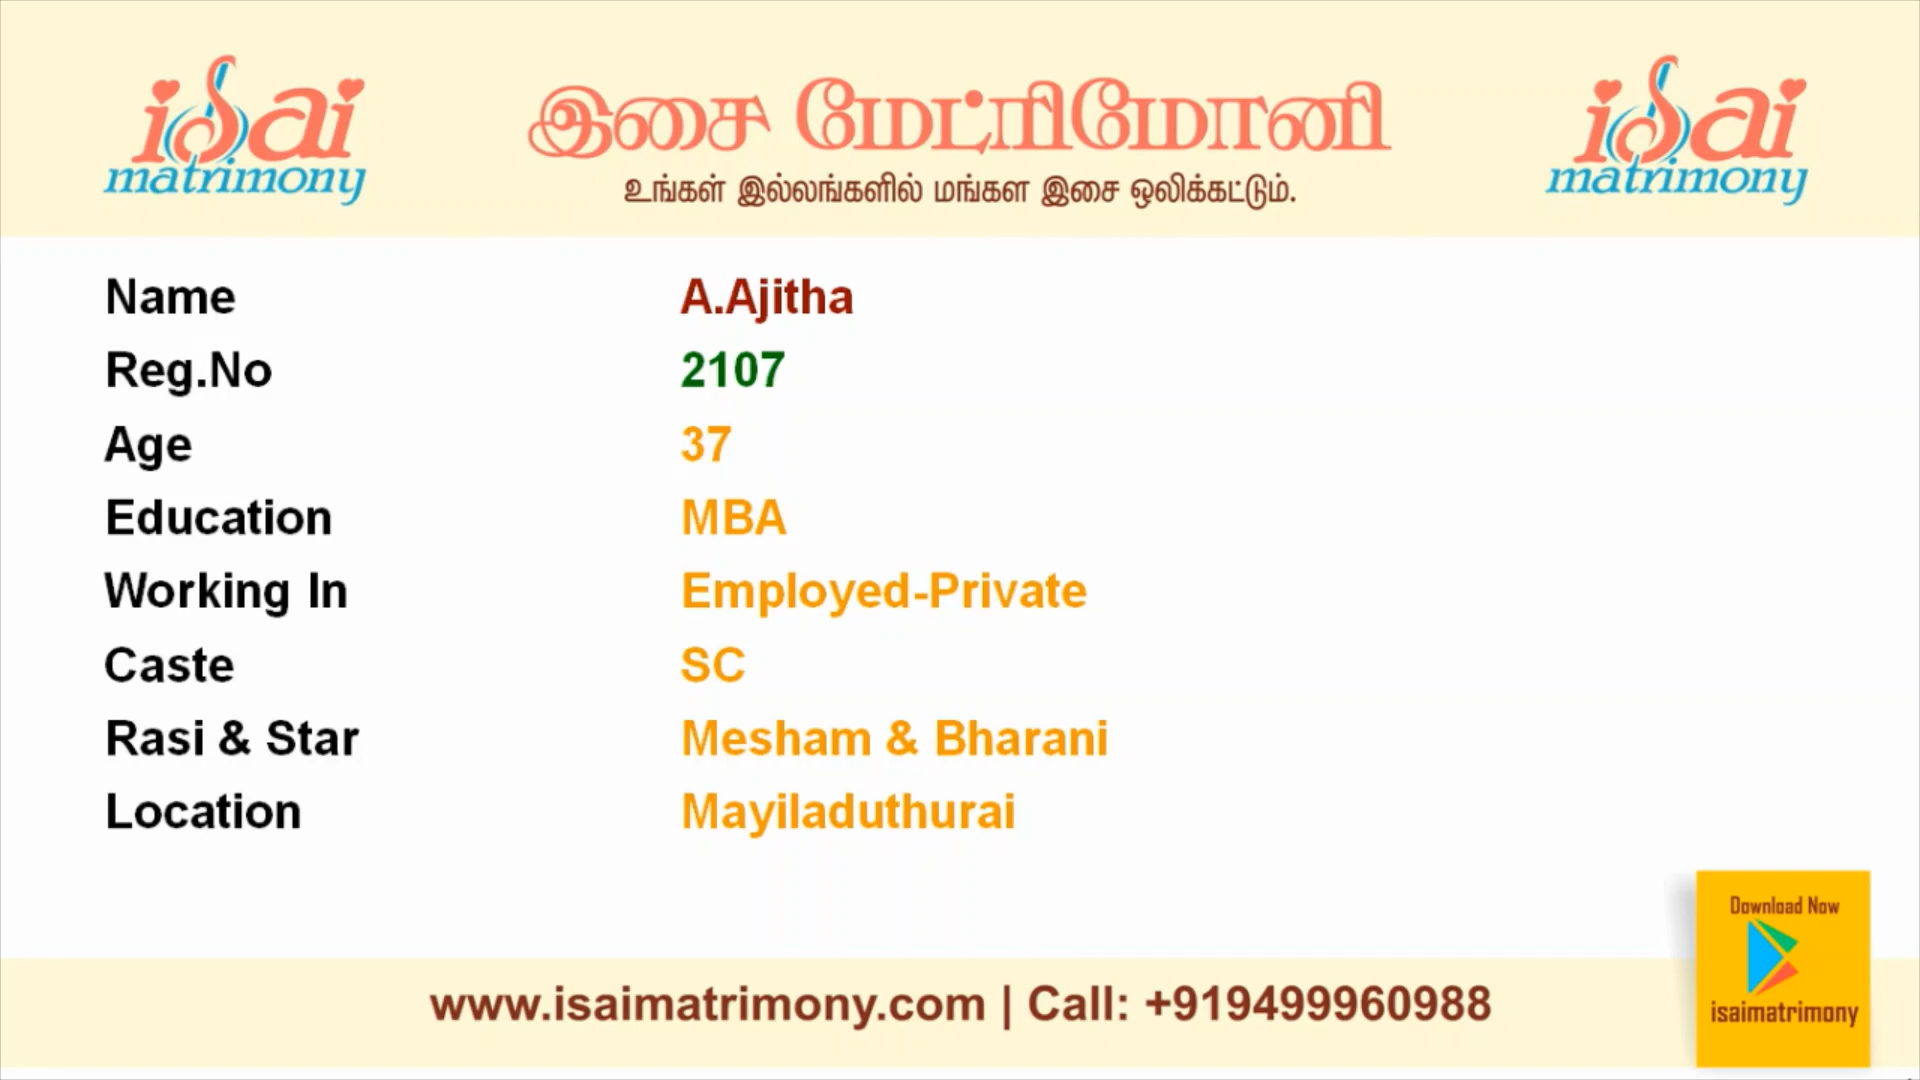 isai
matrimony
இசை மேட்ரிமோனி
உங்கள் இல்லங்களில் மங்கள இசை ஒலிக்கட்டும்.
isai
matrimony
Name A.Ajitha
Reg.No 2107
Age 37
Education MBA
Working In Employed-Private
Caste SC
Rasi & Star Mesham & Bharani
Location Mayiladuthurai
Download Now
isaimatrimony
www.isaimatrimony.com | Call: +919499960988